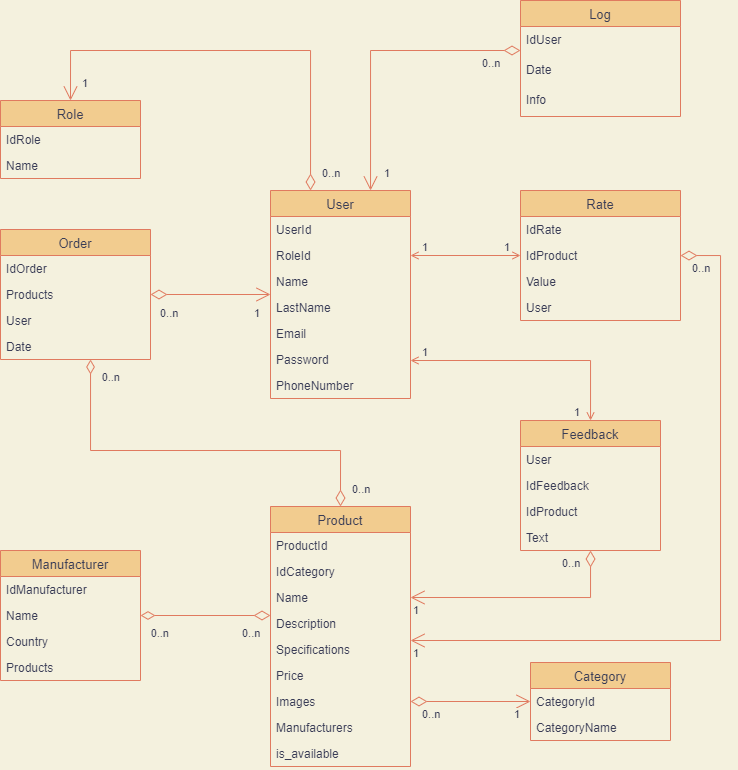 Log
IdUser
Date
Info
0..n
1
Role
IdRole
Name
0..n
1
User
UserId
RoleId
Name
LastName
Email
Password
PhoneNumber
Rate
IdRate
IdProduct
Value
User
1
1
0..n
Order
IdOrder
Products
User
Date
0..n
1
0..n
1
1
Feedback
User
IdFeedback
IdProduct
Text
0..n
0..n
Product
ProductId
IdCategory
Name
Description
Specifications
Price
Images
Manufacturers
is_available
1
1
Manufacturer
IdManufacturer
Name
Country
Products
0..n
0..n
Category
CategoryId
CategoryName
0..n
1